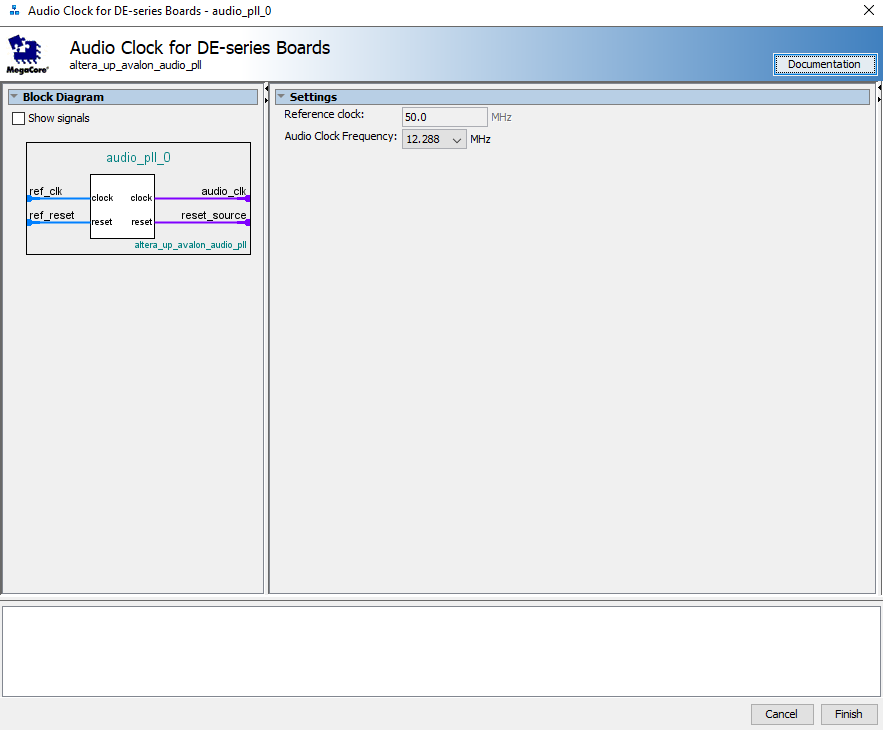 Audio Clock for DE-series Boards - audio_pll_0
Audio Clock for DE-series Boards
altera_up_avalon_audio_pll
MegaCore®
Documentation
Block Diagram
Show signals
audio_pll_0
ref_clk
audio_clk
clock
clock
ref_reset
reset_source
reset
reset
altera_up_avalon_audio_pll
Settings
Reference clock:
50.0
MHz
Audio Clock Frequency:
12.288
MHz
Cancel
Finish